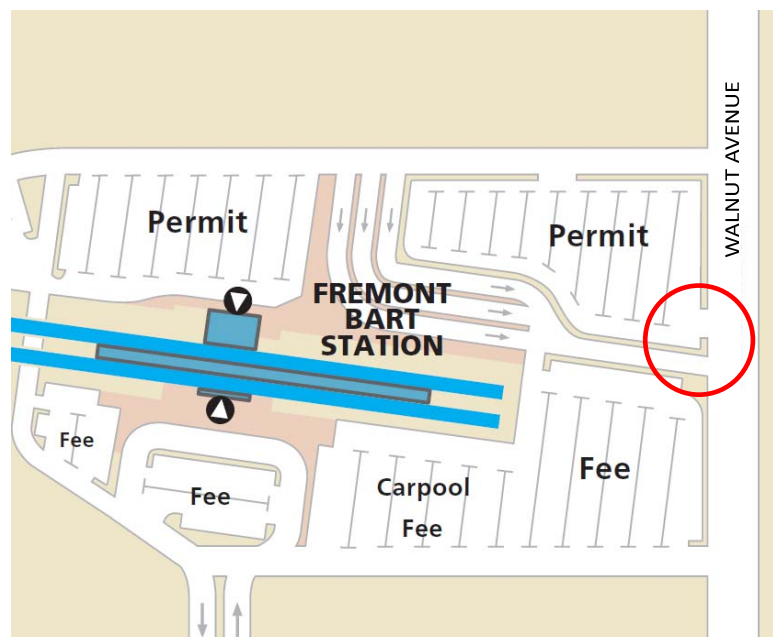 WALNUT AVENUE
Permit
Permit
FREMONT
BART
STATION
Fee
Fee
Carpool
Fee
Fee